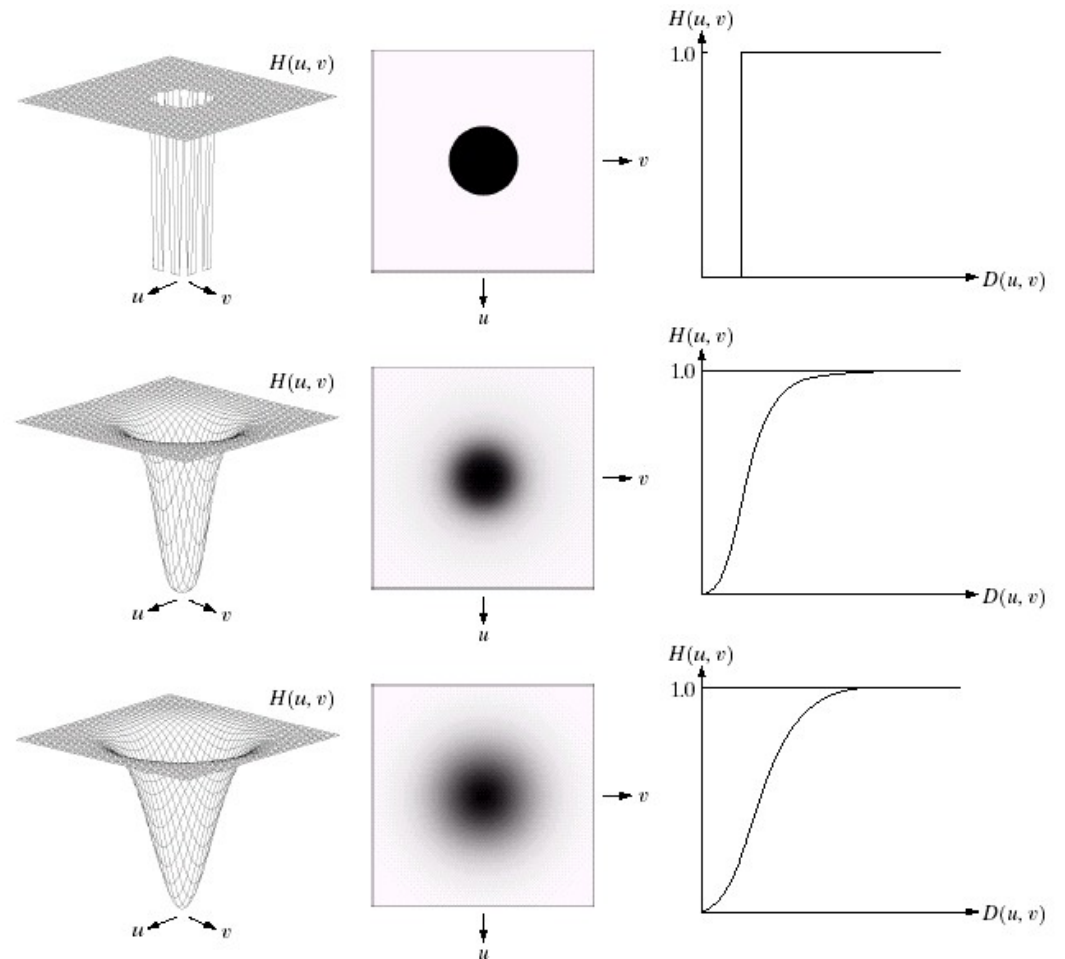 H(u, v)
u
v
v
u
H(u, v)
1.0
D(u, v)
H(u, v)
u
v
v
u
H(u, v)
1.0
D(u, v)
H(u, v)
u
v
v
u
H(u, v)
1.0
D(u, v)